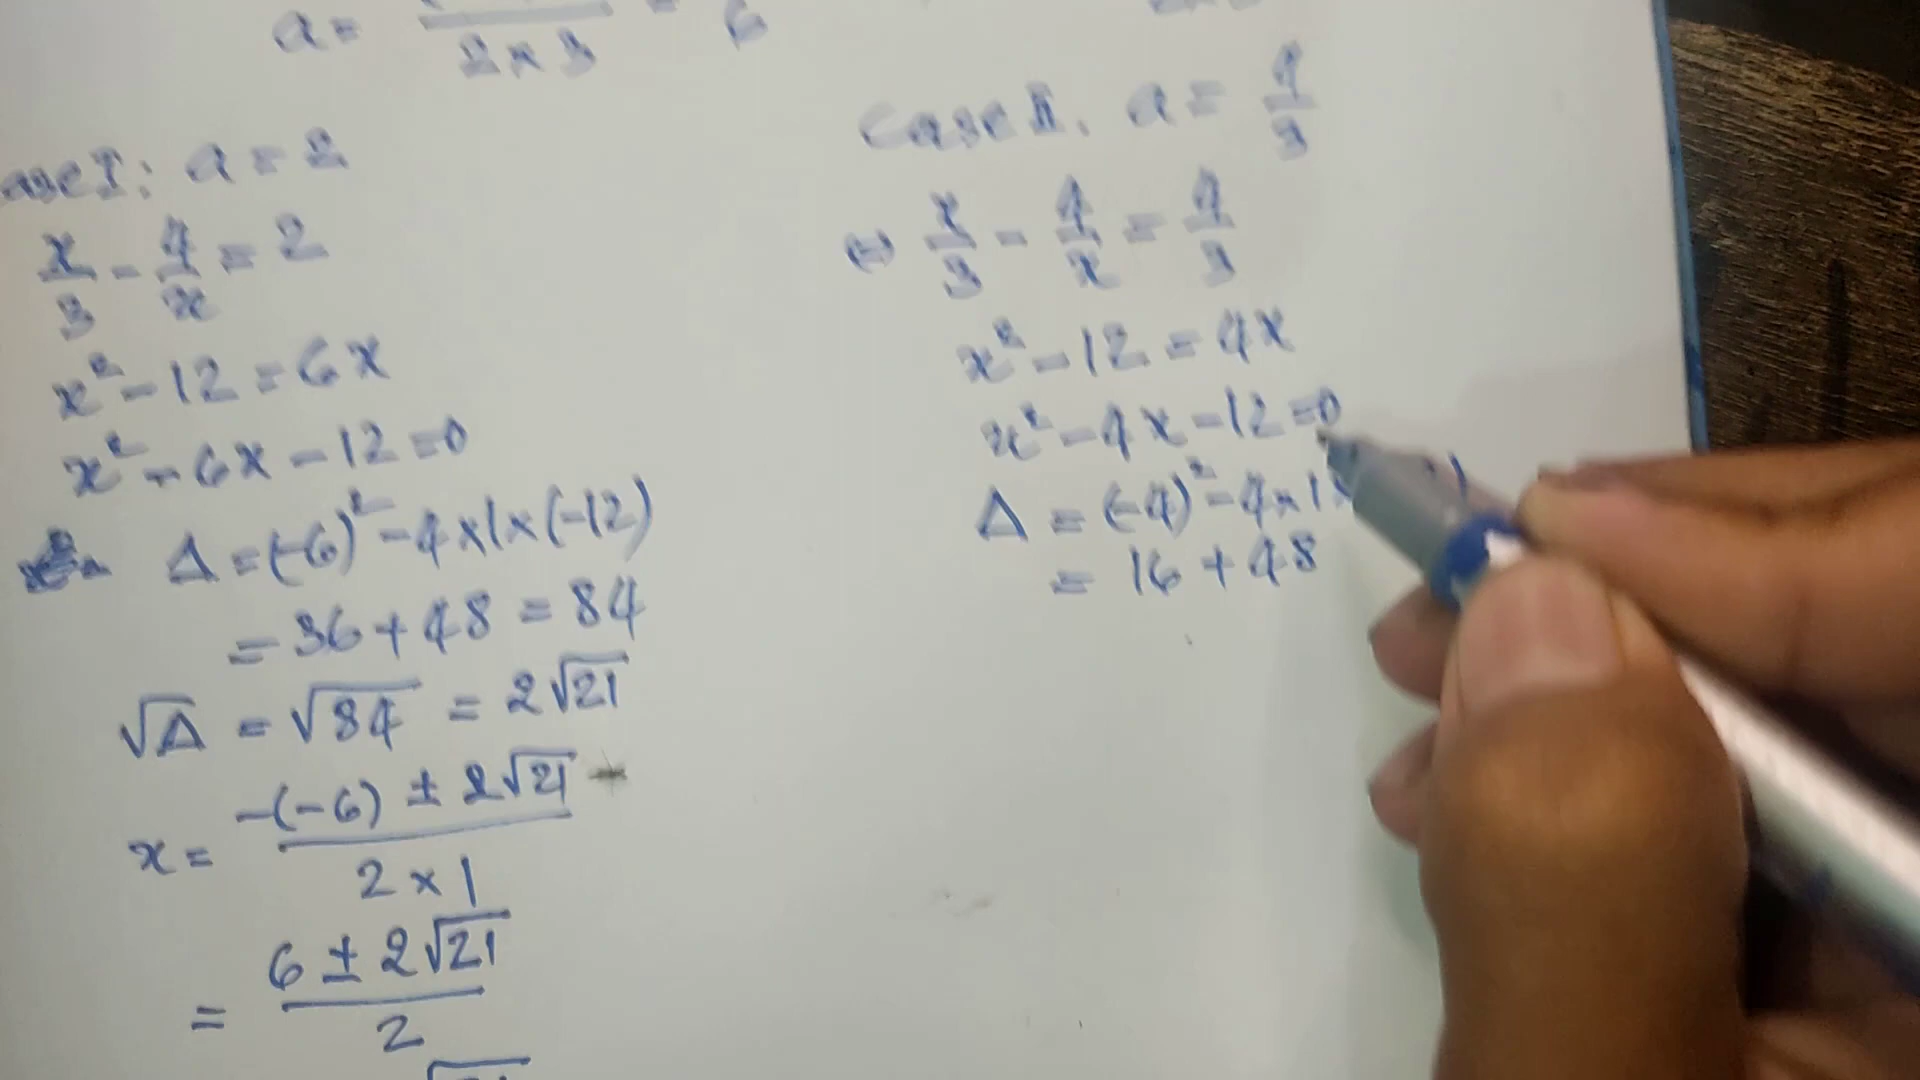 a = 2 × 3 = 6
ase I: a = 2
x/3 - 4/x = 2
x² - 12 = 6x
x² - 6x - 12 = 0
Δ = (-6)² - 4×1×(-12)
= 36 + 48 = 84
√Δ = √84 = 2√21
x = -(-6) ± 2√21 / 2 × 1
= 6 ± 2√21 / 2
Case II. a = 4/3
⇔ x/3 - 4/x = 4/3
x² - 12 = 4x
x² - 4x - 12 = 0
Δ = (-4)² - 4×1×
= 16 + 48